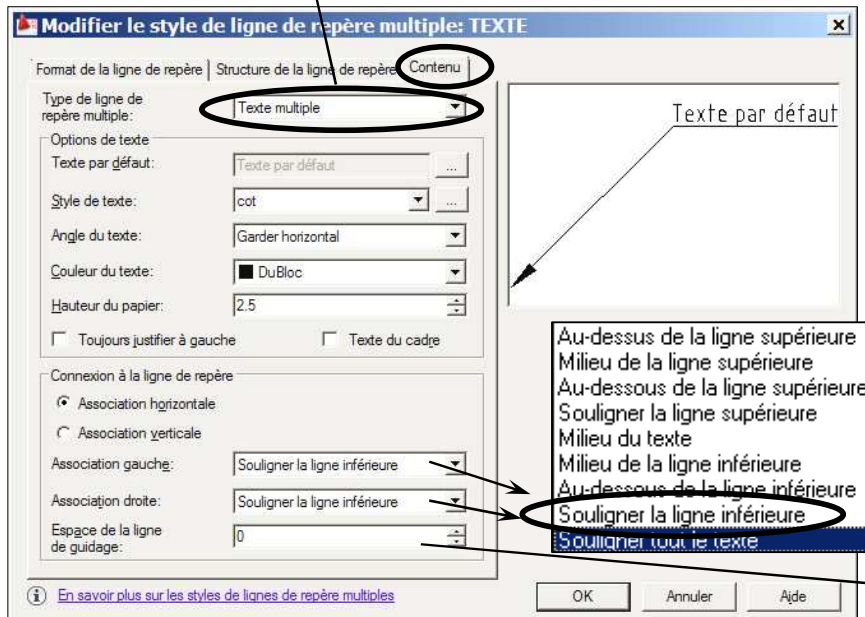 Modifier le style de ligne de repère multiple: TEXTE
Format de la ligne de repère
Structure de la ligne de repère
Contenu
Type de ligne de
repère multiple:
Texte multiple
Options de texte
Texte par défaut:
Texte par défaut
...
Style de texte:
cot
...
Angle du texte:
Garder horizontal
Couleur du texte:
DuBloc
Hauteur du papier:
2.5
Toujours justifier à gauche
Texte du cadre
Connexion à la ligne de repère
Association horizontale
Association verticale
Association gauche:
Souligner la ligne inférieure
Association droite:
Souligner la ligne inférieure
Espace de la ligne
de guidage:
0
Texte par défaut
Au-dessus de la ligne supérieure
Milieu de la ligne supérieure
Au-dessous de la ligne supérieure
Souligner la ligne supérieure
Milieu du texte
Milieu de la ligne inférieure
Au-dessous de la ligne inférieure
Souligner la ligne inférieure
Souligner tout le texte
En savoir plus sur les styles de lignes de repère multiples
OK
Annuler
Aide